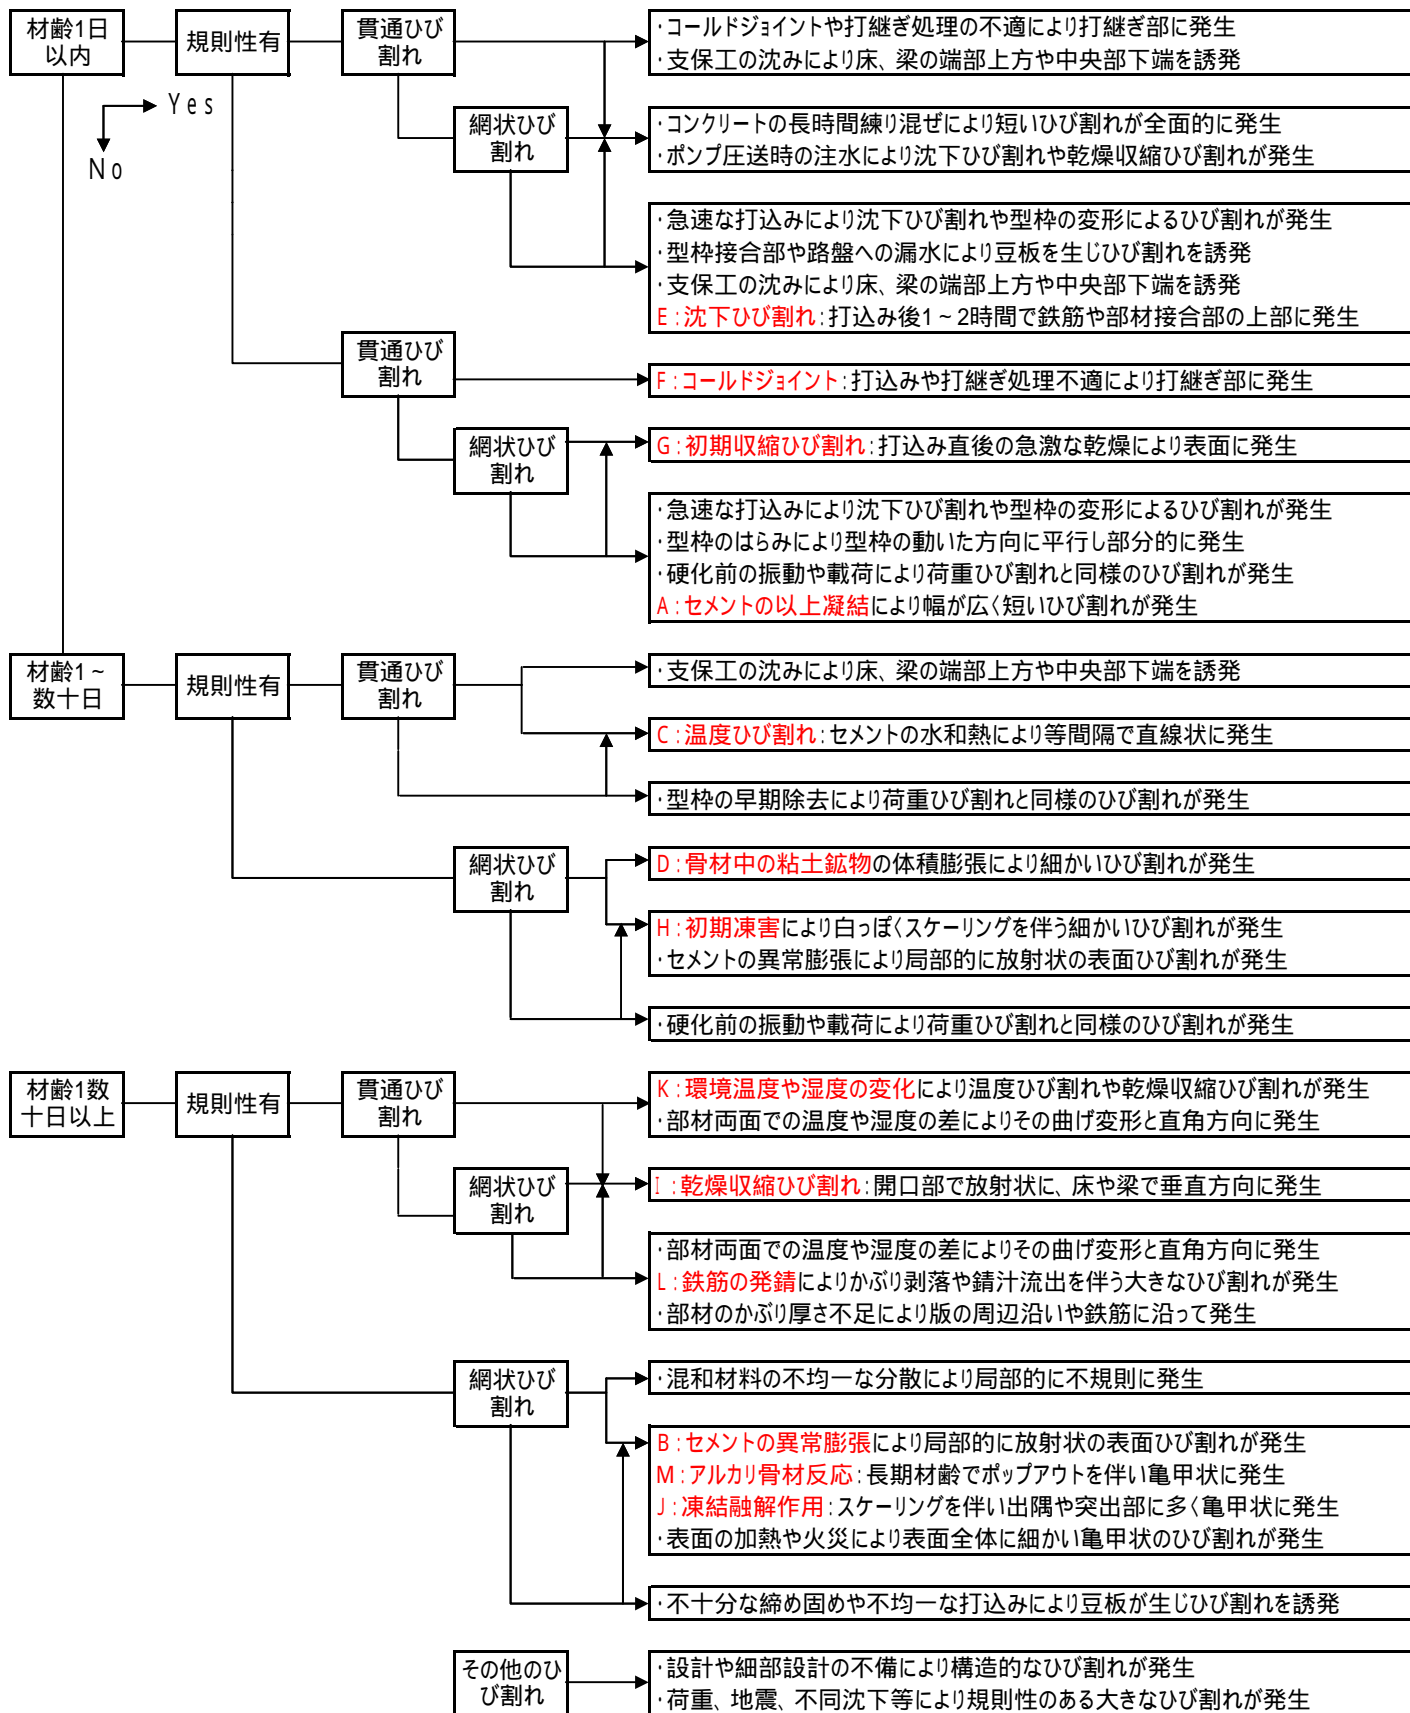 材齢1日
以内
規則性有
貫通ひび
割れ
･コールドジョイントや打継ぎ処理の不適により打継ぎ部に発生
･支保工の沈みにより床、梁の端部上方や中央部下端を誘発
Yes
No
網状ひび
割れ
･コンクリートの長時間練り混ぜにより短いひび割れが全面的に発生
･ポンプ圧送時の注水により沈下ひび割れや乾燥収縮ひび割れが発生
･急速な打込みにより沈下ひび割れや型枠の変形によるひび割れが発生
･型枠接合部や路盤への漏水により豆板を生じひび割れを誘発
･支保工の沈みにより床、梁の端部上方や中央部下端を誘発
E:沈下ひび割れ:打込み後1~2時間で鉄筋や部材接合部の上部に発生
貫通ひび
割れ
F:コールドジョイント:打込みや打継ぎ処理不適により打継ぎ部に発生
網状ひび
割れ
G:初期収縮ひび割れ:打込み直後の急激な乾燥により表面に発生
･急速な打込みにより沈下ひび割れや型枠の変形によるひび割れが発生
･型枠のはらみにより型枠の動いた方向に平行し部分的に発生
･硬化前の振動や載荷により荷重ひび割れと同様のひび割れが発生
A:セメントの以上凝結により幅が広く短いひび割れが発生
材齢1~
数十日
規則性有
貫通ひび
割れ
･支保工の沈みにより床、梁の端部上方や中央部下端を誘発
C:温度ひび割れ:セメントの水和熱により等間隔で直線状に発生
･型枠の早期除去により荷重ひび割れと同様のひび割れが発生
網状ひび
割れ
D:骨材中の粘土鉱物の体積膨張により細かいひび割れが発生
H:初期凍害により白っぽくスケーリングを伴う細かいひび割れが発生
･セメントの異常膨張により局部的に放射状の表面ひび割れが発生
･硬化前の振動や載荷により荷重ひび割れと同様のひび割れが発生
材齢1数
十日以上
規則性有
貫通ひび
割れ
K:環境温度や湿度の変化により温度ひび割れや乾燥収縮ひび割れが発生
･部材両面での温度や湿度の差によりその曲げ変形と直角方向に発生
網状ひび
割れ
I:乾燥収縮ひび割れ:開口部で放射状に、床や梁で垂直方向に発生
･部材両面での温度や湿度の差によりその曲げ変形と直角方向に発生
L:鉄筋の発錆によりかぶり剥落や錆汁流出を伴う大きなひび割れが発生
･部材のかぶり厚さ不足により版の周辺沿いや鉄筋に沿って発生
網状ひび
割れ
･混和材料の不均一な分散により局部的に不規則に発生
B:セメントの異常膨張により局部的に放射状の表面ひび割れが発生
M:アルカリ骨材反応:長期材齢でポップアウトを伴い亀甲状に発生
J:凍結融解作用:スケーリングを伴い出隅や突出部に多く亀甲状に発生
･表面の加熱や火災により表面全体に細かい亀甲状のひび割れが発生
･不十分な締め固めや不均一な打込みにより豆板が生じひび割れを誘発
その他のひ
び割れ
･設計や細部設計の不備により構造的なひび割れが発生
･荷重、地震、不同沈下等により規則性のある大きなひび割れが発生